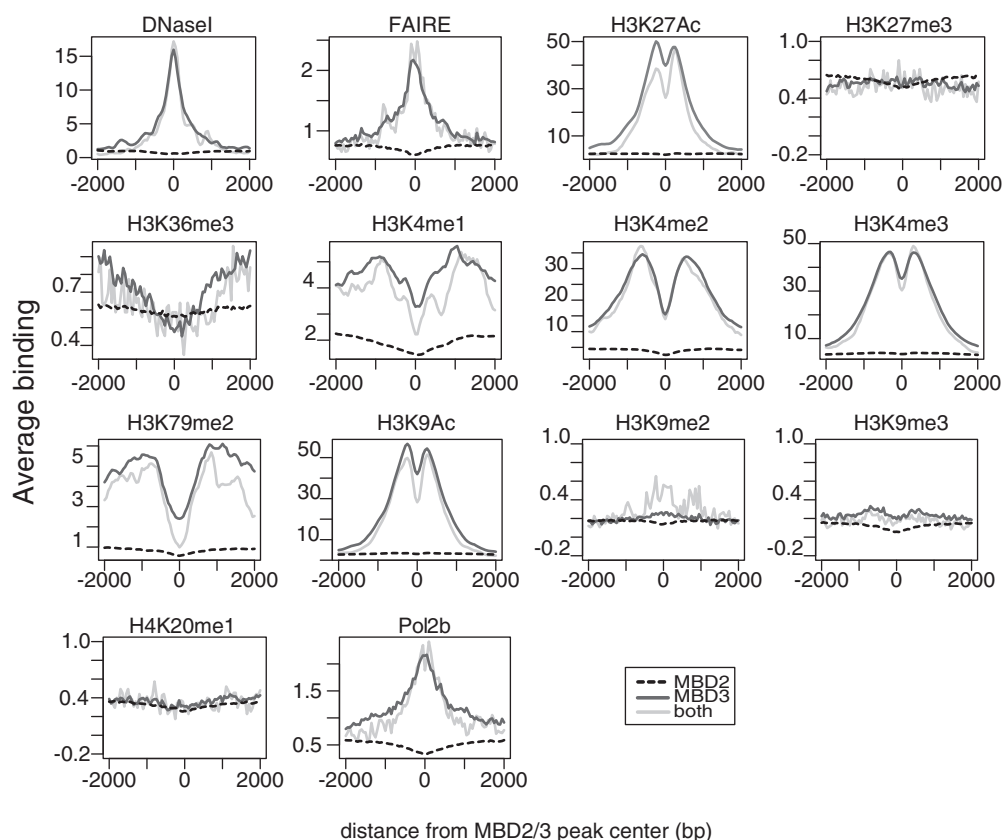 DNaseI
FAIRE
H3K27Ac
H3K27me3
15
10
5
0
2
1
50
30
10
1.0
0.4
-0.2
-2000 0 2000
-2000 0 2000
-2000 0 2000
-2000 0 2000
H3K36me3
H3K4me1
H3K4me2
H3K4me3
0.7
0.4
4
2
30
20
10
50
30
10
-2000 0 2000
-2000 0 2000
-2000 0 2000
-2000 0 2000
Average binding
H3K79me2
H3K9Ac
H3K9me2
H3K9me3
5
3
1
50
30
10
1.0
0.4
-0.2
1.0
0.4
-0.2
-2000 0 2000
-2000 0 2000
-2000 0 2000
-2000 0 2000
H4K20me1
Pol2b
1.0
0.4
-0.2
1.5
0.5
-2000 0 2000
-2000 0 2000
MBD2
MBD3
both
distance from MBD2/3 peak center (bp)